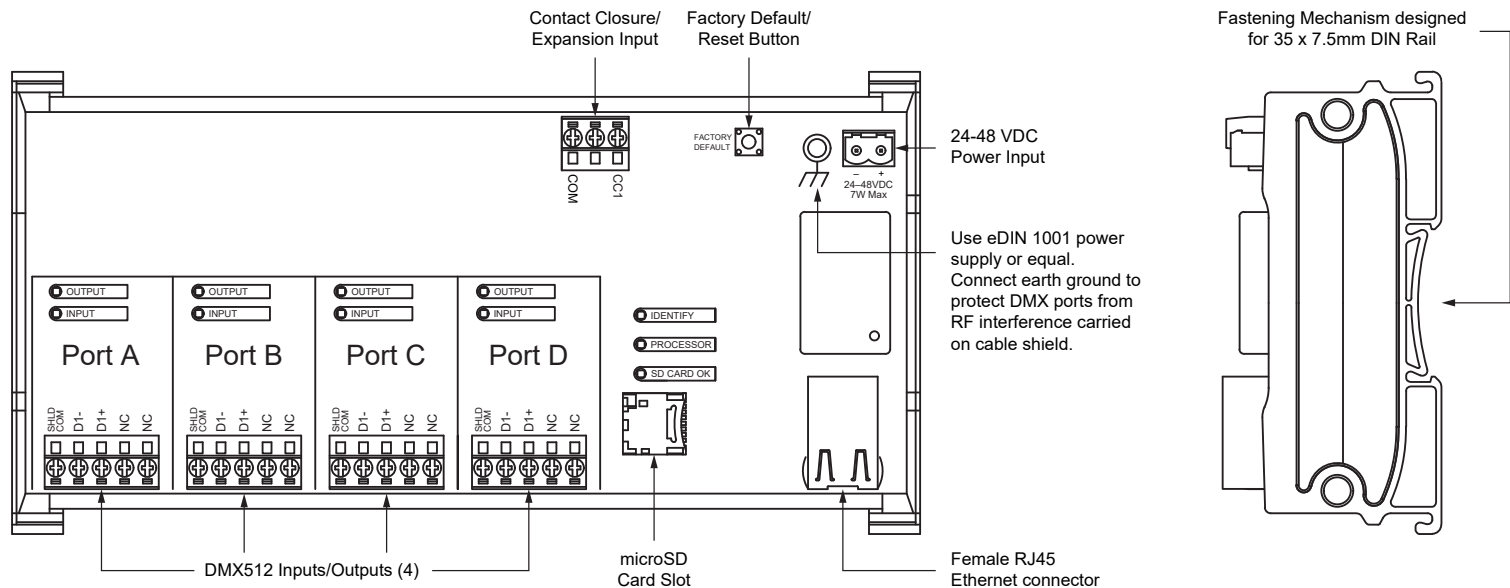 Contact Closure/
Expansion Input
Factory Default/
Reset Button
Fastening Mechanism designed
for 35 x 7.5mm DIN Rail
FACTORY
DEFAULT
COM
CC1
– +
24–48VDC
7W Max
24-48 VDC
Power Input
Use eDIN 1001 power
supply or equal.
Connect earth ground to
protect DMX ports from
RF interference carried
on cable shield.
OUTPUT
INPUT
Port A
SHLD
COM
D1-
D1+
NC
NC
OUTPUT
INPUT
Port B
SHLD
COM
D1-
D1+
NC
NC
OUTPUT
INPUT
Port C
SHLD
COM
D1-
D1+
NC
NC
OUTPUT
INPUT
Port D
SHLD
COM
D1-
D1+
NC
NC
IDENTIFY
PROCESSOR
SD CARD OK
DMX512 Inputs/Outputs (4)
microSD
Card Slot
Female RJ45
Ethernet connector